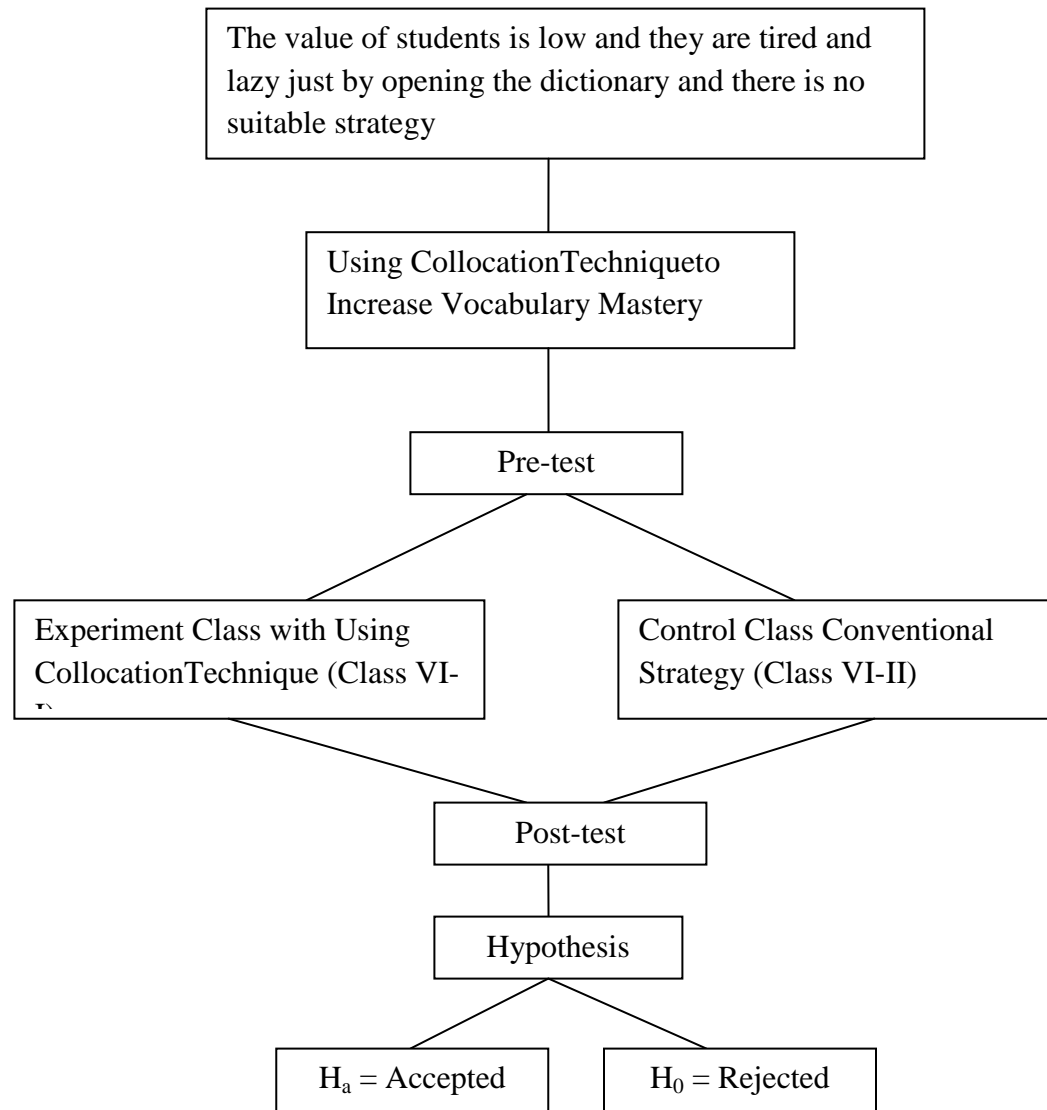 The value of students is low and they are tired and
lazy just by opening the dictionary and there is no
suitable strategy
Using CollocationTechniqueto
Increase Vocabulary Mastery
Pre-test
Experiment Class with Using
CollocationTechnique (Class VI-
Control Class Conventional
Strategy (Class VI-II)
Post-test
Hypothesis
Hₐ = Accepted
H₀ = Rejected